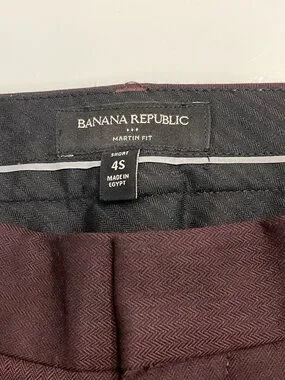 BANANA REPUBLIC
MARTIN FIT
SHORT
4S
MADE IN
EGYPT